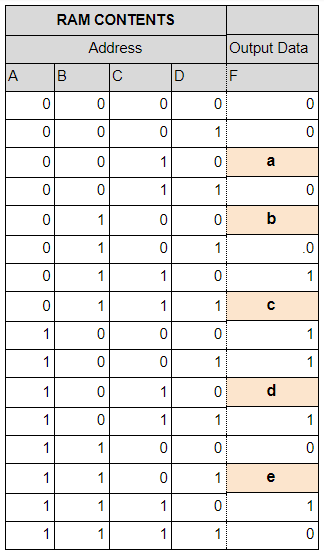 RAM CONTENTS
Address Output Data
A B C D F
0 0 0 0 0
0 0 0 1 0
0 0 1 0 a
0 0 1 1 0
0 1 0 0 b
0 1 0 1 .0
0 1 1 0 1
0 1 1 1 c
1 0 0 0 1
1 0 0 1 1
1 0 1 0 d
1 0 1 1 1
1 1 0 0 0
1 1 0 1 e
1 1 1 0 1
1 1 1 1 0